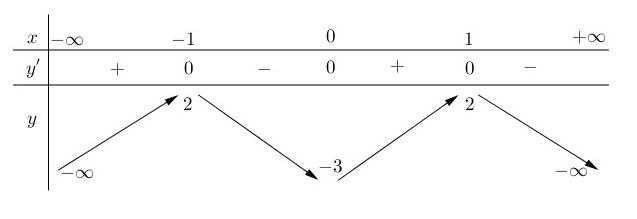 x −∞ −1 0 1 +∞
y′ + 0 − 0 + 0 −
y 2 2
−∞ −3 −∞